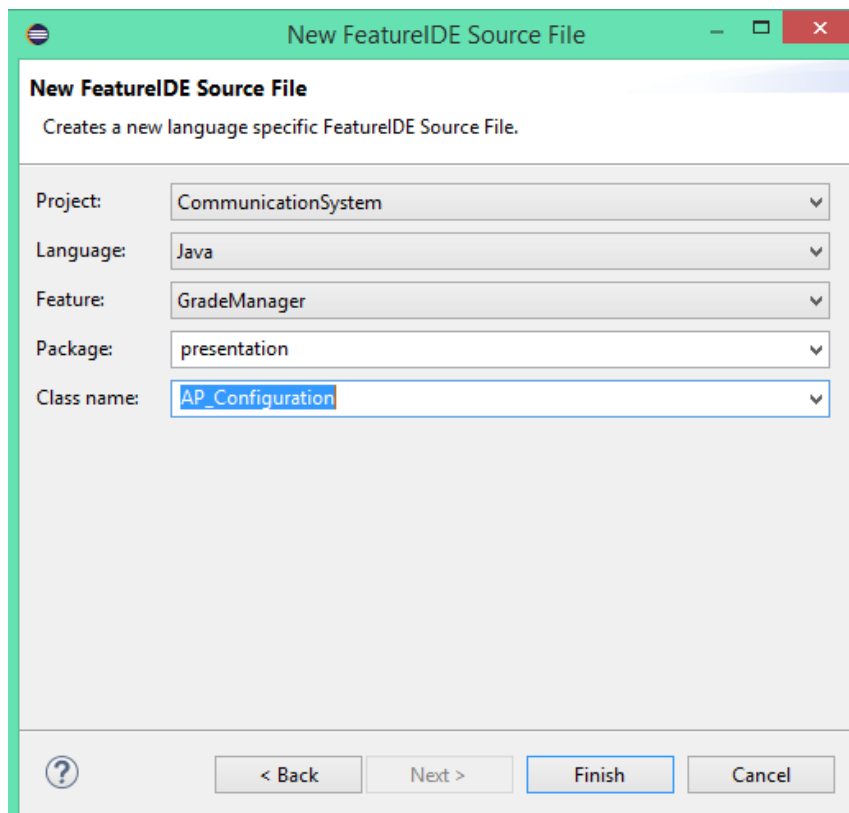 New FeatureIDE Source File
New FeatureIDE Source File
Creates a new language specific FeatureIDE Source File.
Project: CommunicationSystem
Language: Java
Feature: GradeManager
Package: presentation
Class name: AP_Configuration
? < Back Next > Finish Cancel